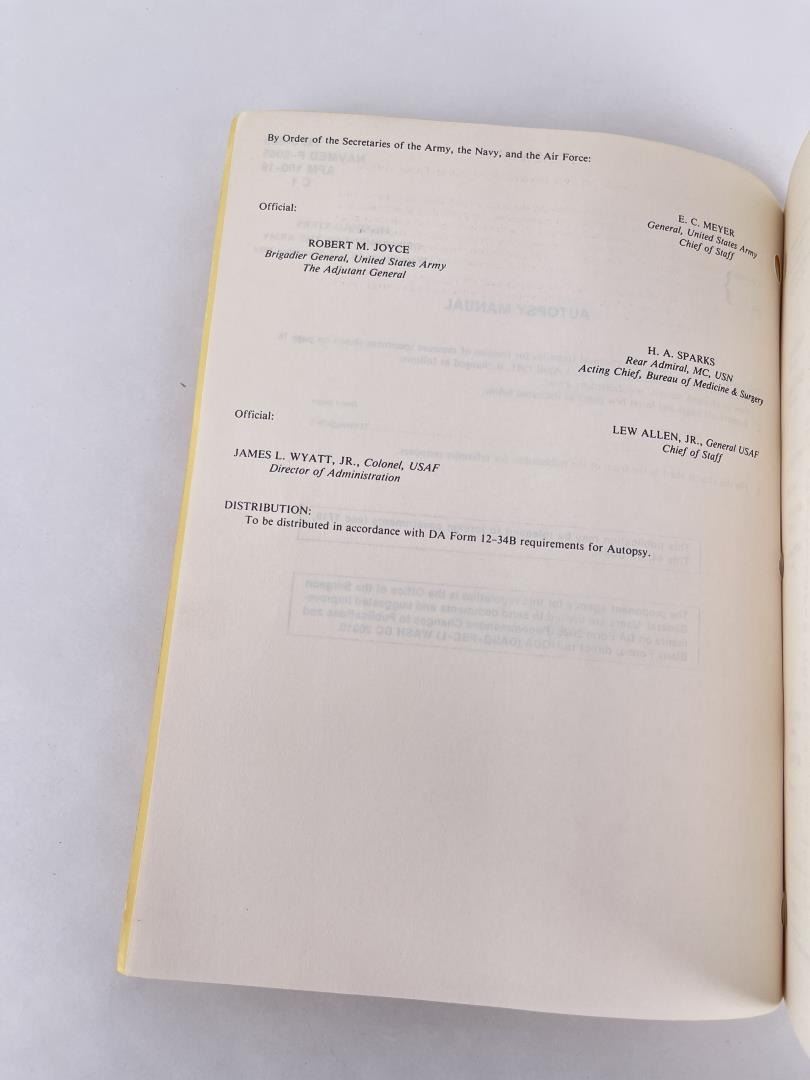 By Order of the Secretaries of the Army, the Navy, and the Air Force:
E. C. MEYER
General, United States Army
Chief of Staff
Official:
ROBERT M. JOYCE
Brigadier General, United States Army
The Adjutant General
AUTOPSY MANUAL
H. A. SPARKS
Rear Admiral, MC, USN
Acting Chief, Bureau of Medicine & Surgery
LEW ALLEN, JR., General USAF
Chief of Staff
Official:
JAMES L. WYATT, JR., Colonel, USAF
Director of Administration
DISTRIBUTION:
To be distributed in accordance with DA Form 12–34B requirements for Autopsy.